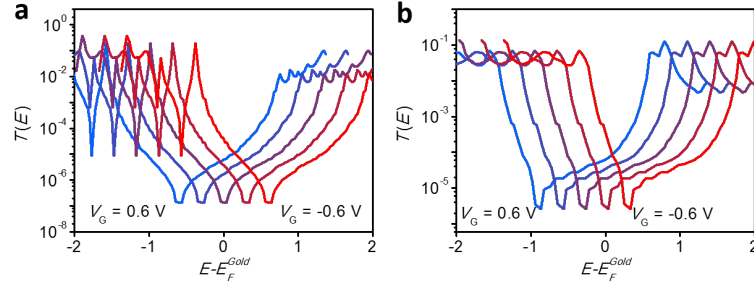 a
b
T(E)
10^0
10^-2
10^-4
10^-6
10^-8
V_G = 0.6 V
V_G = -0.6 V
-2
-1
0
1
2
E-E_F^Gold
T(E)
10^-1
10^-3
10^-5
V_G = 0.6 V
V_G = -0.6 V
-2
-1
0
1
2
E-E_F^Gold